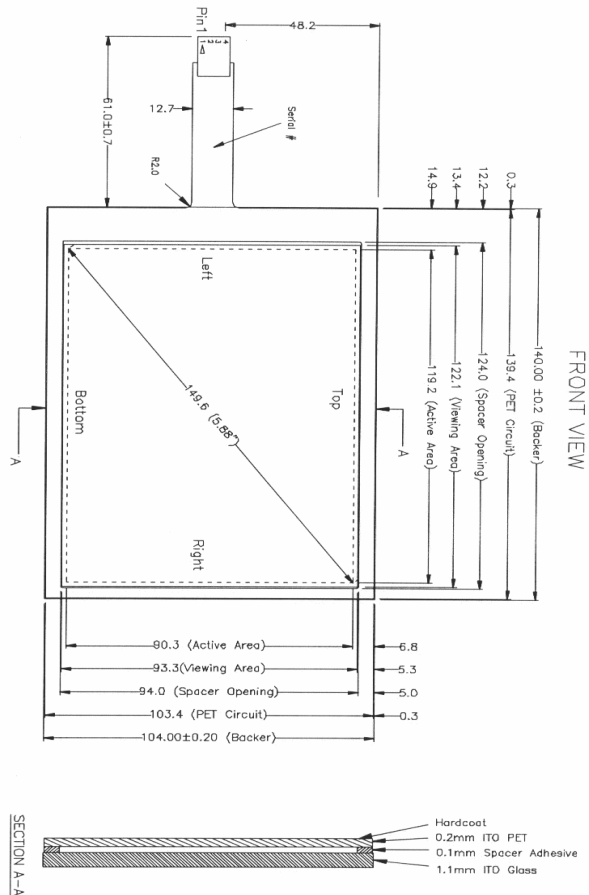 FRONT VIEW
48.2
Pin1
1 2 3 4
61.0±0.7
12.7
Serial #
R2.0
0.3
12.2
13.4
14.9
140.00 ±0.2 (Backer)
139.4 (PET Circuit)
124.0 (Spacer Opening)
122.1 (Viewing Area)
119.2 (Active Area)
Left
Top
Bottom
Right
149.6 (5.88")
A
A
90.3 (Active Area)
6.8
93.3(Viewing Area)
5.3
94.0 (Spacer Opening)
5.0
103.4 (PET Circuit)
0.3
104.00±0.20 (Backer)
Hardcoat
0.2mm ITO PET
0.1mm Spacer Adhesive
1.1mm ITO Glass
SECTION A-A